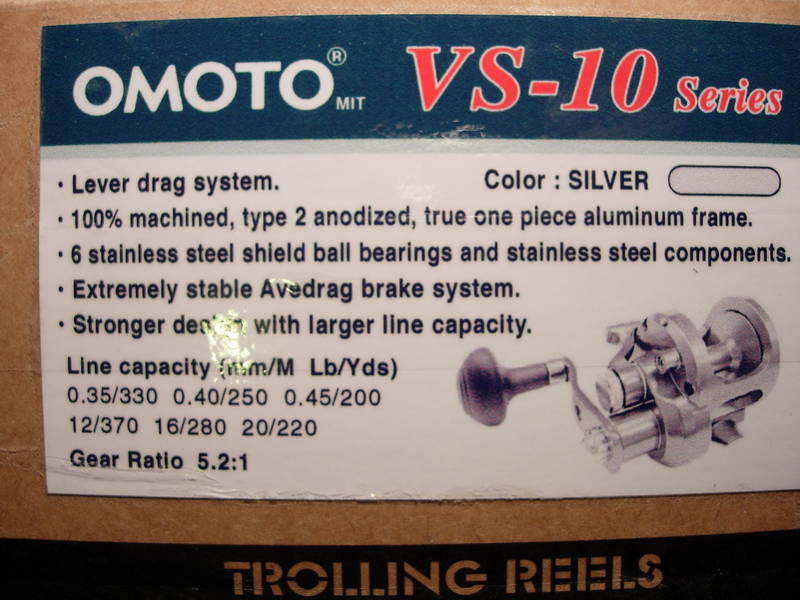 OMOTO® MIT VS-10 Series
· Lever drag system. Color : SILVER
· 100% machined, type 2 anodized, true one piece aluminum frame.
· 6 stainless steel shield ball bearings and stainless steel components.
· Extremely stable Avedrag brake system.
· Stronger design with larger line capacity.
Line capacity (mm/M Lb/Yds)
0.35/330 0.40/250 0.45/200
12/370 16/280 20/220
Gear Ratio 5.2:1
TROLLING REELS